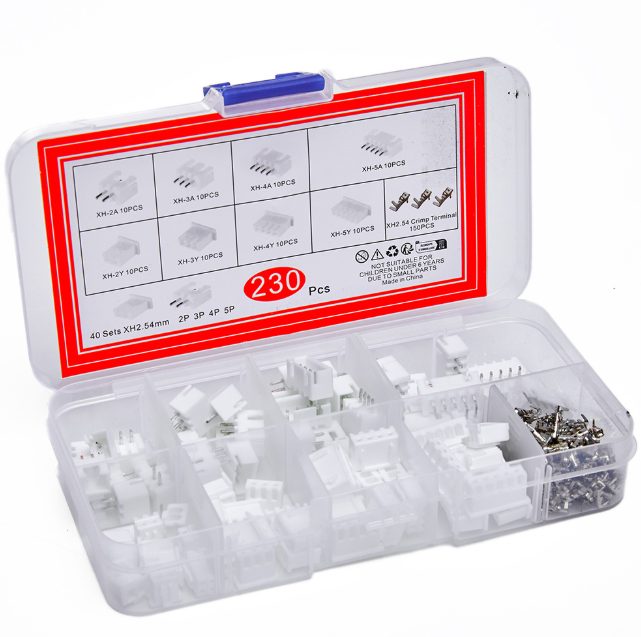 XH-2A 10PCS
XH-3A 10PCS
XH-4A 10PCS
XH-5A 10PCS
XH-2Y 10PCS
XH-3Y 10PCS
XH-4Y 10PCS
XH-5Y 10PCS
XH2.54 Crimp Terminal
150PCS
NOT SUITABLE FOR
CHILDREN UNDER 6 YEARS
DUE TO SMALL PARTS
Made in China
40 Sets XH2.54mm 2P 3P 4P 5P
230 Pcs